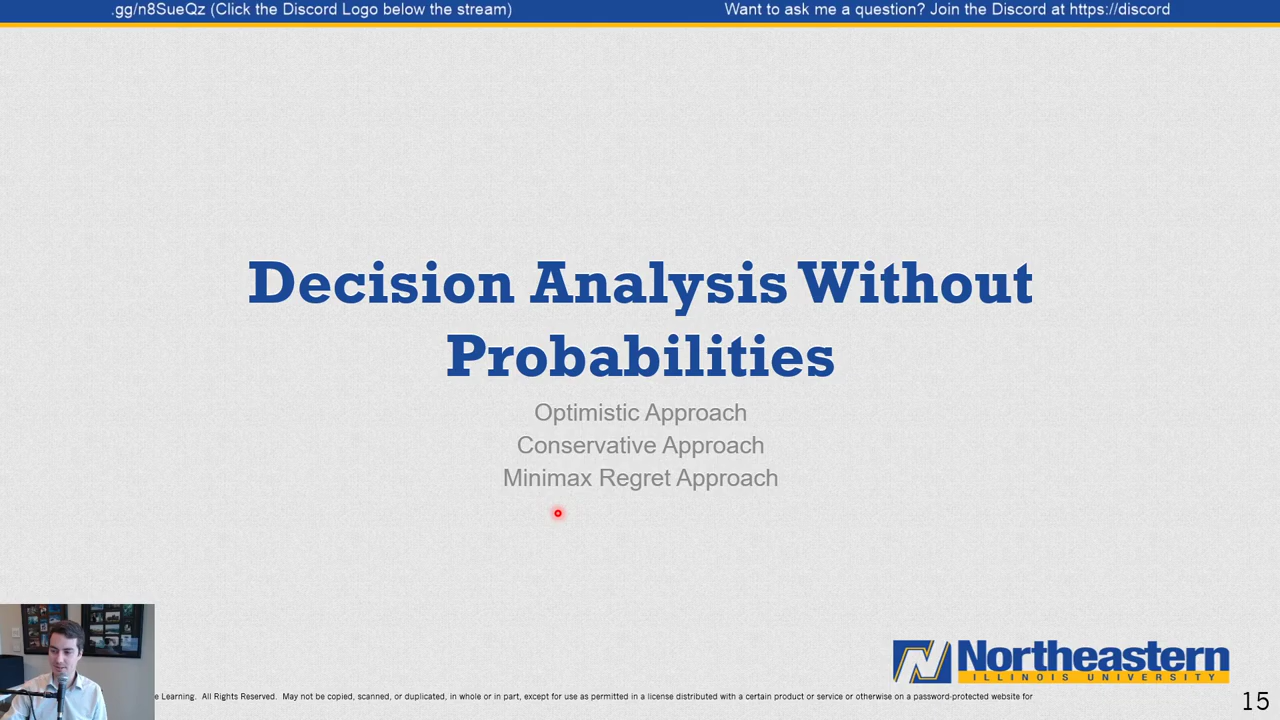 .gg/n8SueQz (Click the Discord Logo below the stream)
Want to ask me a question? Join the Discord at https://discord
Decision Analysis Without
Probabilities
Optimistic Approach
Conservative Approach
Minimax Regret Approach
Northeastern
ILLINOIS UNIVERSITY
e Learning. All Rights Reserved. May not be copied, scanned, or duplicated, in whole or in part, except for use as permitted in a license distributed with a certain product or service or otherwise on a password-protected website for
15